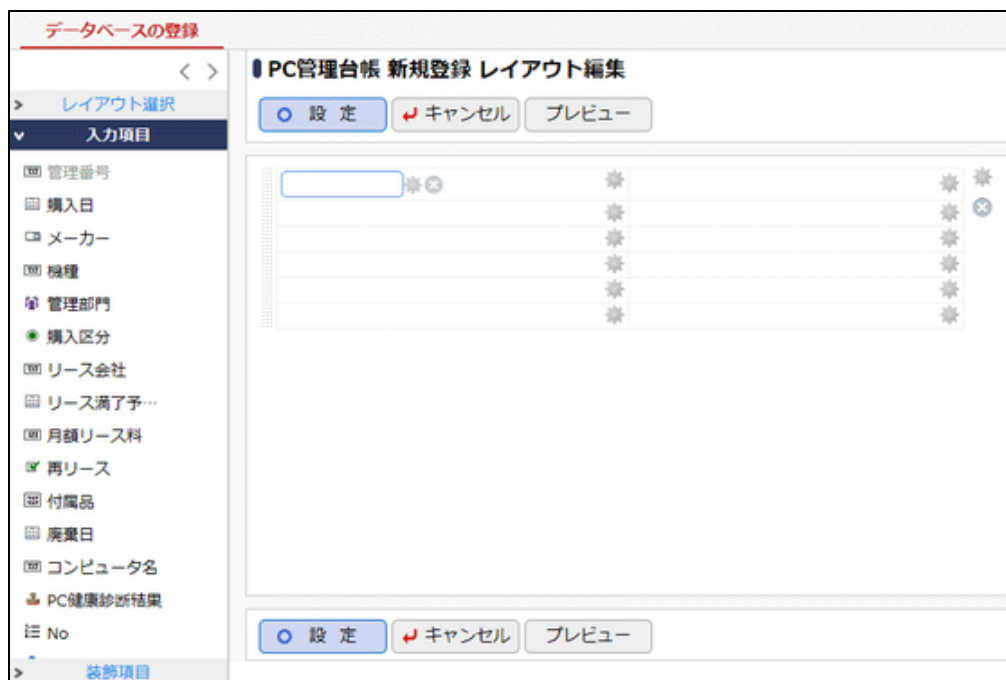 データベースの登録
レイアウト選択
入力項目
管理番号
購入日
メーカー
機種
管理部門
購入区分
リース会社
リース満了予…
月額リース料
再リース
付属品
廃棄日
コンピュータ名
PC健康診断結果
No
装飾項目
PC管理台帳 新規登録 レイアウト編集
設 定 キャンセル プレビュー
設 定 キャンセル プレビュー